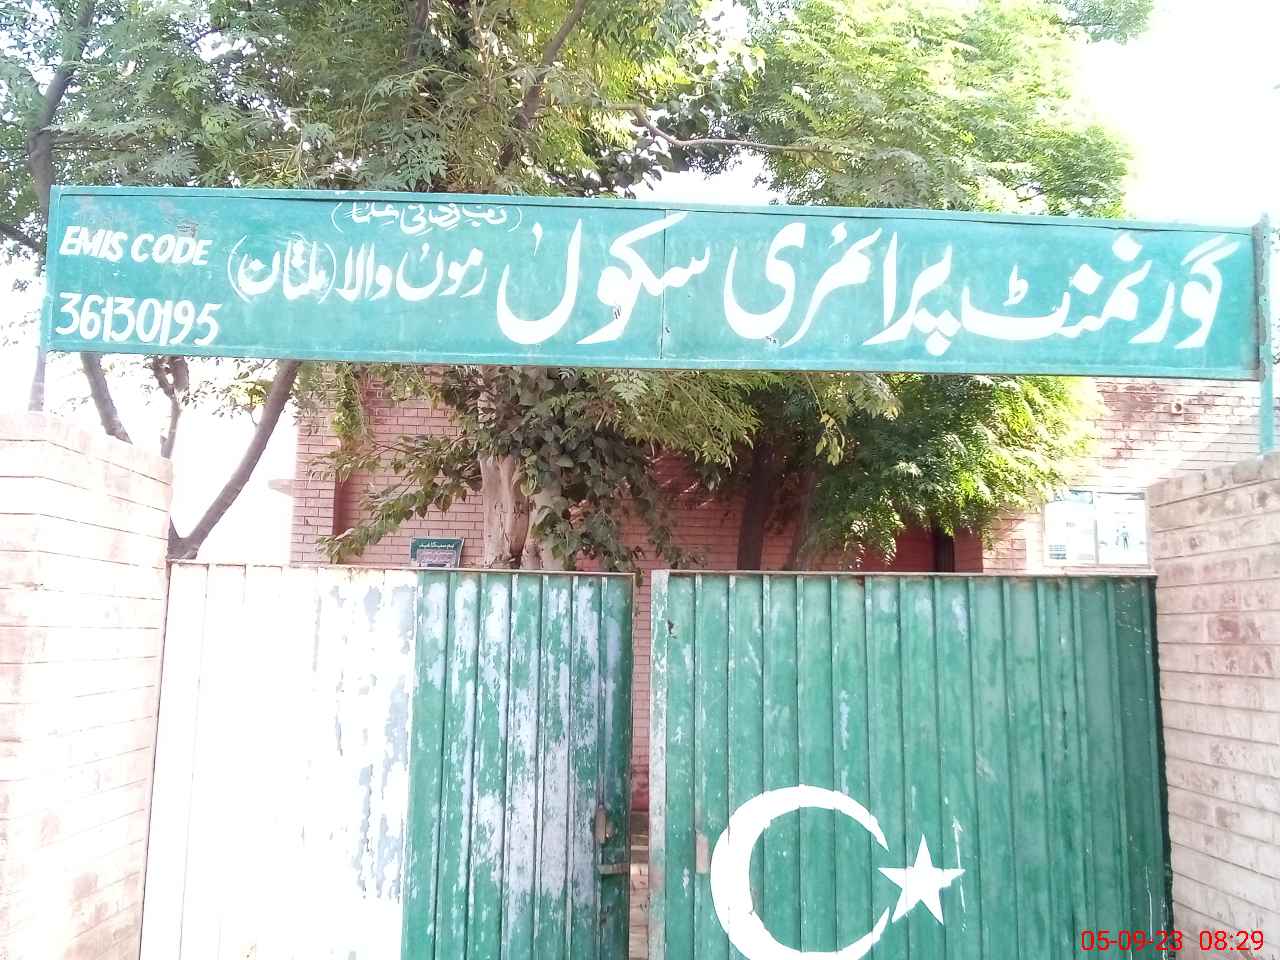 گورنمنٹ پرائمری سکول رموں والا (ملتان)
EMIS CODE
36130195
05-09-23 08:29